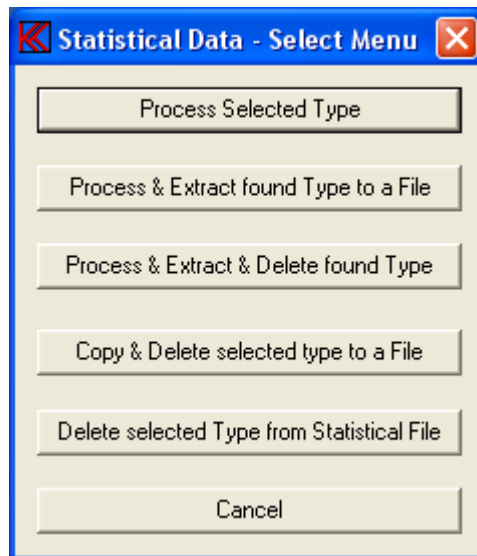 Statistical Data - Select Menu
Process Selected Type
Process & Extract found Type to a File
Process & Extract & Delete found Type
Copy & Delete selected type to a File
Delete selected Type from Statistical File
Cancel